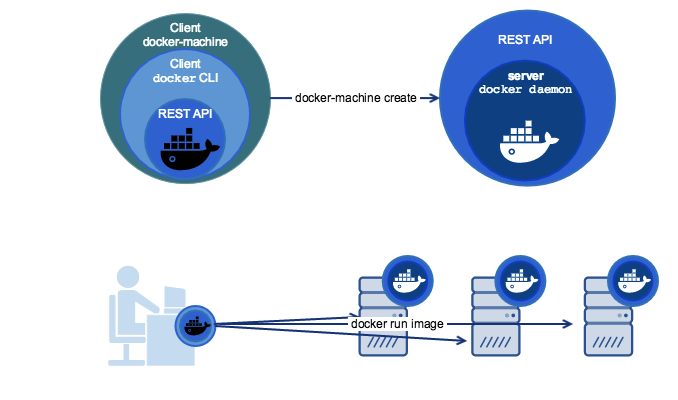 Client
docker-machine
Client
docker CLI
REST API
docker-machine create
REST API
server
docker daemon
docker run image